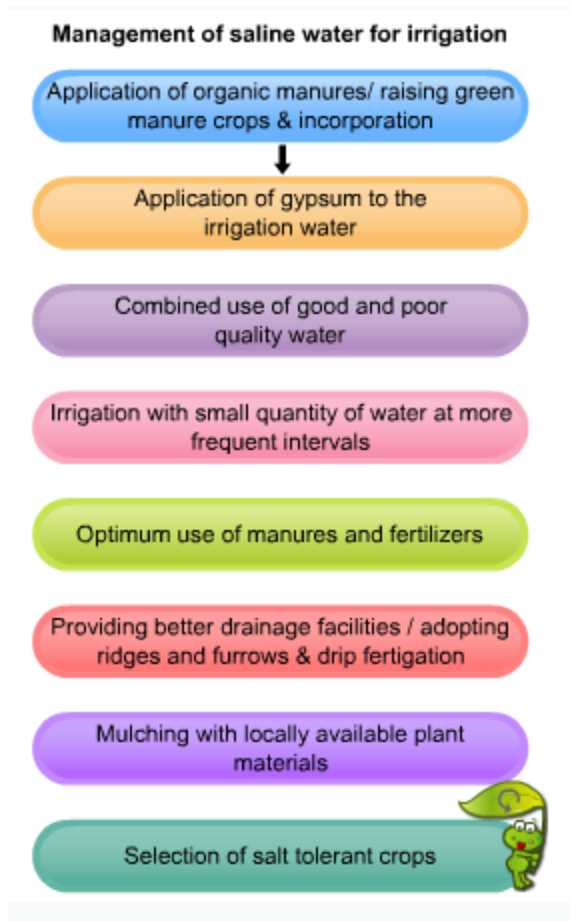 Management of saline water for irrigation
Application of organic manures/ raising green
manure crops & incorporation
Application of gypsum to the
irrigation water
Combined use of good and poor
quality water
Irrigation with small quantity of water at more
frequent intervals
Optimum use of manures and fertilizers
Providing better drainage facilities / adopting
ridges and furrows & drip fertigation
Mulching with locally available plant
materials
Selection of salt tolerant crops